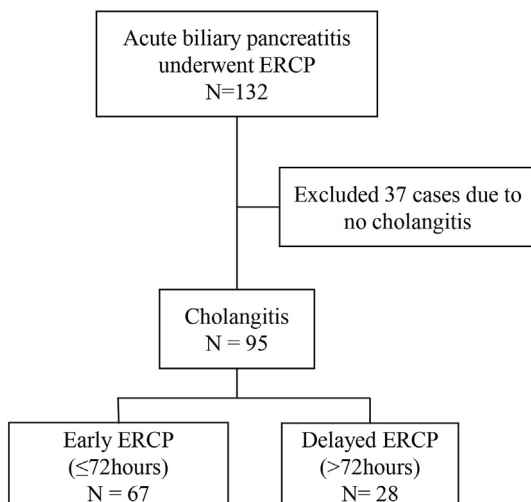 Acute biliary pancreatitis
underwent ERCP
N=132
Excluded 37 cases due to
no cholangitis
Cholangitis
N = 95
Early ERCP
(≤72hours)
N = 67
Delayed ERCP
(>72hours)
N= 28